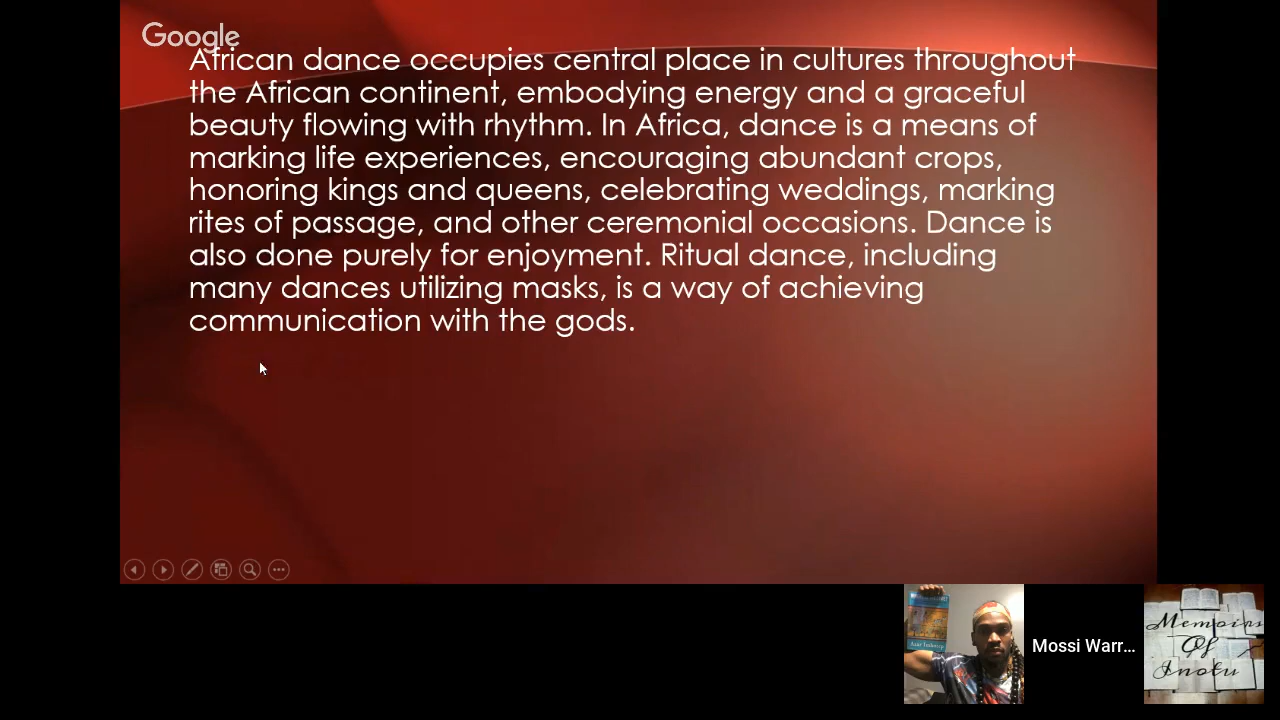 Google
African dance occupies central place in cultures throughout
the African continent, embodying energy and a graceful
beauty flowing with rhythm. In Africa, dance is a means of
marking life experiences, encouraging abundant crops,
honoring kings and queens, celebrating weddings, marking
rites of passage, and other ceremonial occasions. Dance is
also done purely for enjoyment. Ritual dance, including
many dances utilizing masks, is a way of achieving
communication with the gods.
Mossi Warr...
Memoirs
Of
Inotu